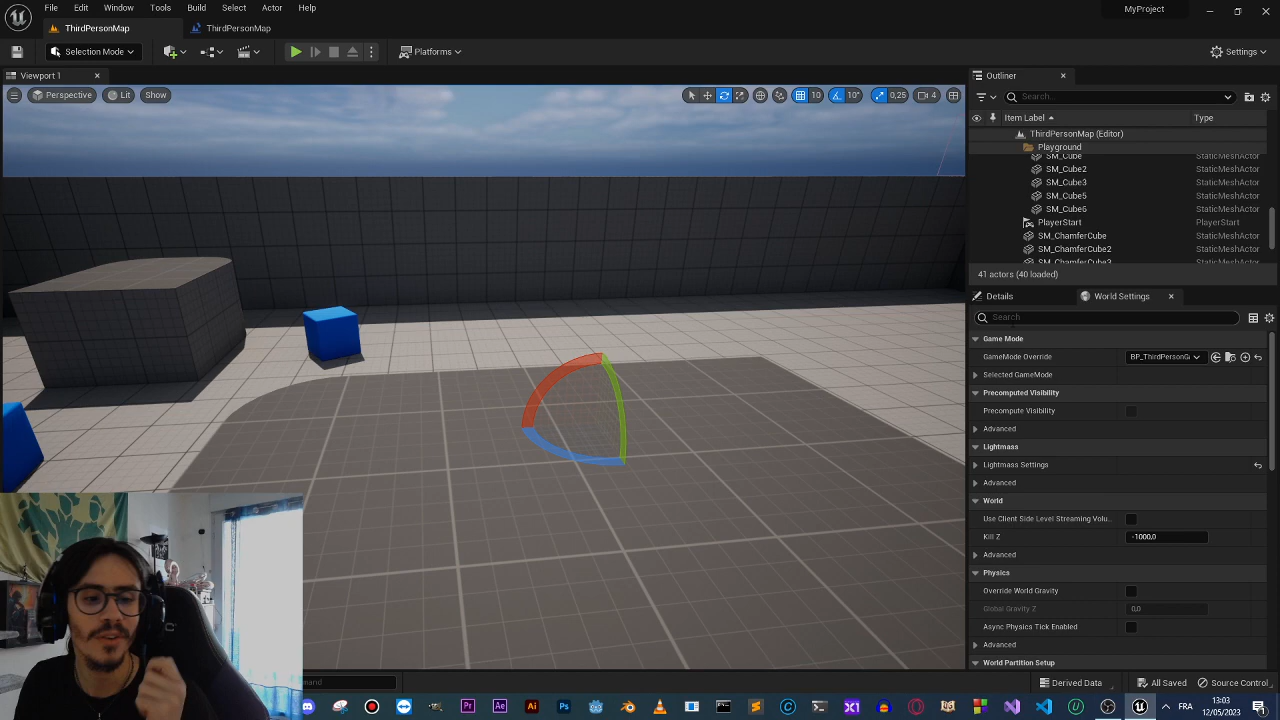 File Edit Window Tools Build Select Actor Help
MyProject
ThirdPersonMap
ThirdPersonMap
Selection Mode
Platforms
Settings
Viewport 1
Perspective
Lit
Show
10
10°
0,25
4
Outliner
Search...
Item Label
Type
ThirdPersonMap (Editor)
Playground
SM_Cube StaticMeshActor
SM_Cube2 StaticMeshActor
SM_Cube3 StaticMeshActor
SM_Cube5 StaticMeshActor
SM_Cube6 StaticMeshActor
PlayerStart PlayerStart
SM_ChamferCube StaticMeshActor
SM_ChamferCube2 StaticMeshActor
SM_ChamferCube3 StaticMeshActor
41 actors (40 loaded)
Details
World Settings
Search
Game Mode
GameMode Override BP_ThirdPersonG
Selected GameMode
Precomputed Visibility
Precompute Visibility
Advanced
Lightmass
Lightmass Settings
Advanced
World
Use Client Side Level Streaming Volu...
Kill Z -1000,0
Advanced
Physics
Override World Gravity
Global Gravity Z 0,0
Async Physics Tick Enabled
Advanced
World Partition Setup
mand
Derived Data
All Saved
Source Control
Pr
Ae
Ai
Ps
FRA
13:03
12/05/2023